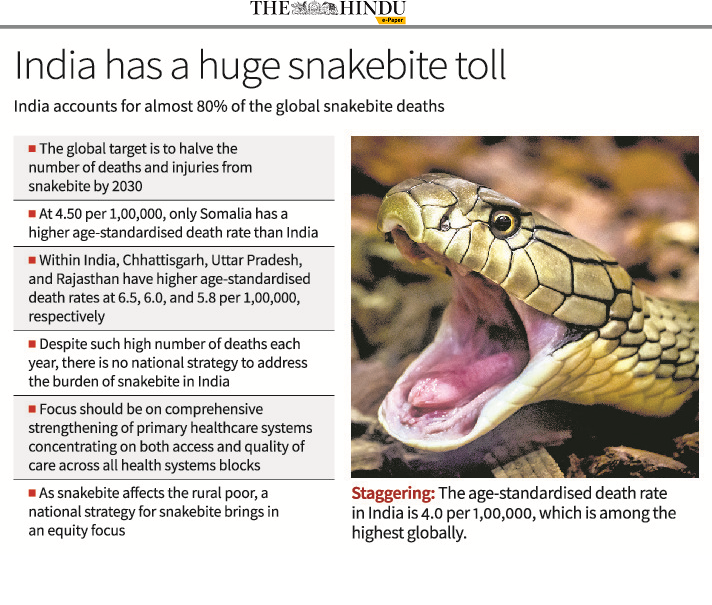 THE HINDU
e-Paper
India has a huge snakebite toll
India accounts for almost 80% of the global snakebite deaths
The global target is to halve the
number of deaths and injuries from
snakebite by 2030
At 4.50 per 1,00,000, only Somalia has a
higher age-standardised death rate than India
Within India, Chhattisgarh, Uttar Pradesh,
and Rajasthan have higher age-standardised
death rates at 6.5, 6.0, and 5.8 per 1,00,000,
respectively
Despite such high number of deaths each
year, there is no national strategy to address
the burden of snakebite in India
Focus should be on comprehensive
strengthening of primary healthcare systems
concentrating on both access and quality of
care across all health systems blocks
As snakebite affects the rural poor, a
national strategy for snakebite brings in
an equity focus
Staggering: The age-standardised death rate
in India is 4.0 per 1,00,000, which is among the
highest globally.